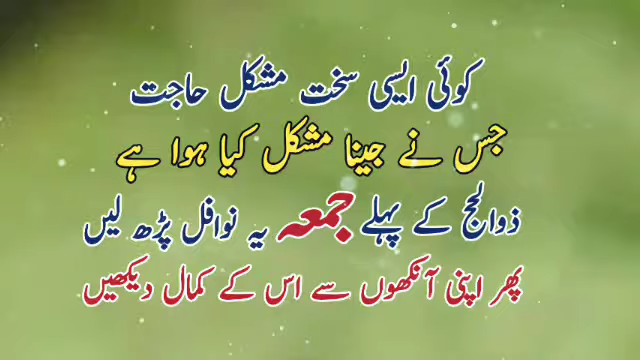 کوئی ایسی سخت مشکل حاجت
جس نے جینا مشکل کیا ہوا ہے
ذوالحج کے پہلے جمعہ یہ نوافل پڑھ لیں
پھر اپنی آنکھوں سے اس کے کمال دیکھیں